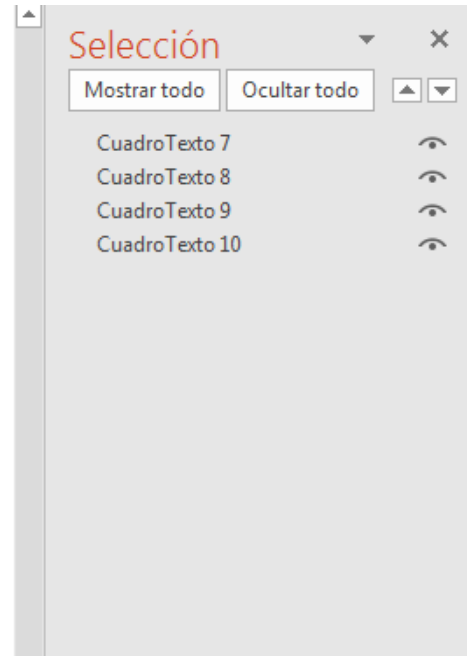 Selección
Mostrar todo Ocultar todo
CuadroTexto 7
CuadroTexto 8
CuadroTexto 9
CuadroTexto 10